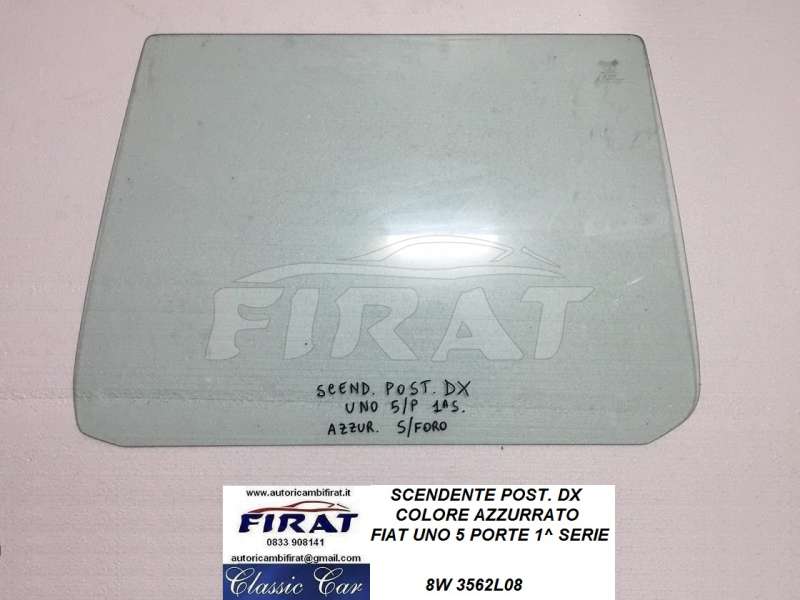 FIRAT
SCEND. POST. DX
UNO 5/P 1^S.
AZZUR. S/FORO
www.autoricambifirat.it
FIRAT
0833 908141
autoricambifirat@gmail.com
Classic Car
SCENDENTE POST. DX
COLORE AZZURRATO
FIAT UNO 5 PORTE 1^ SERIE
8W 3562L08